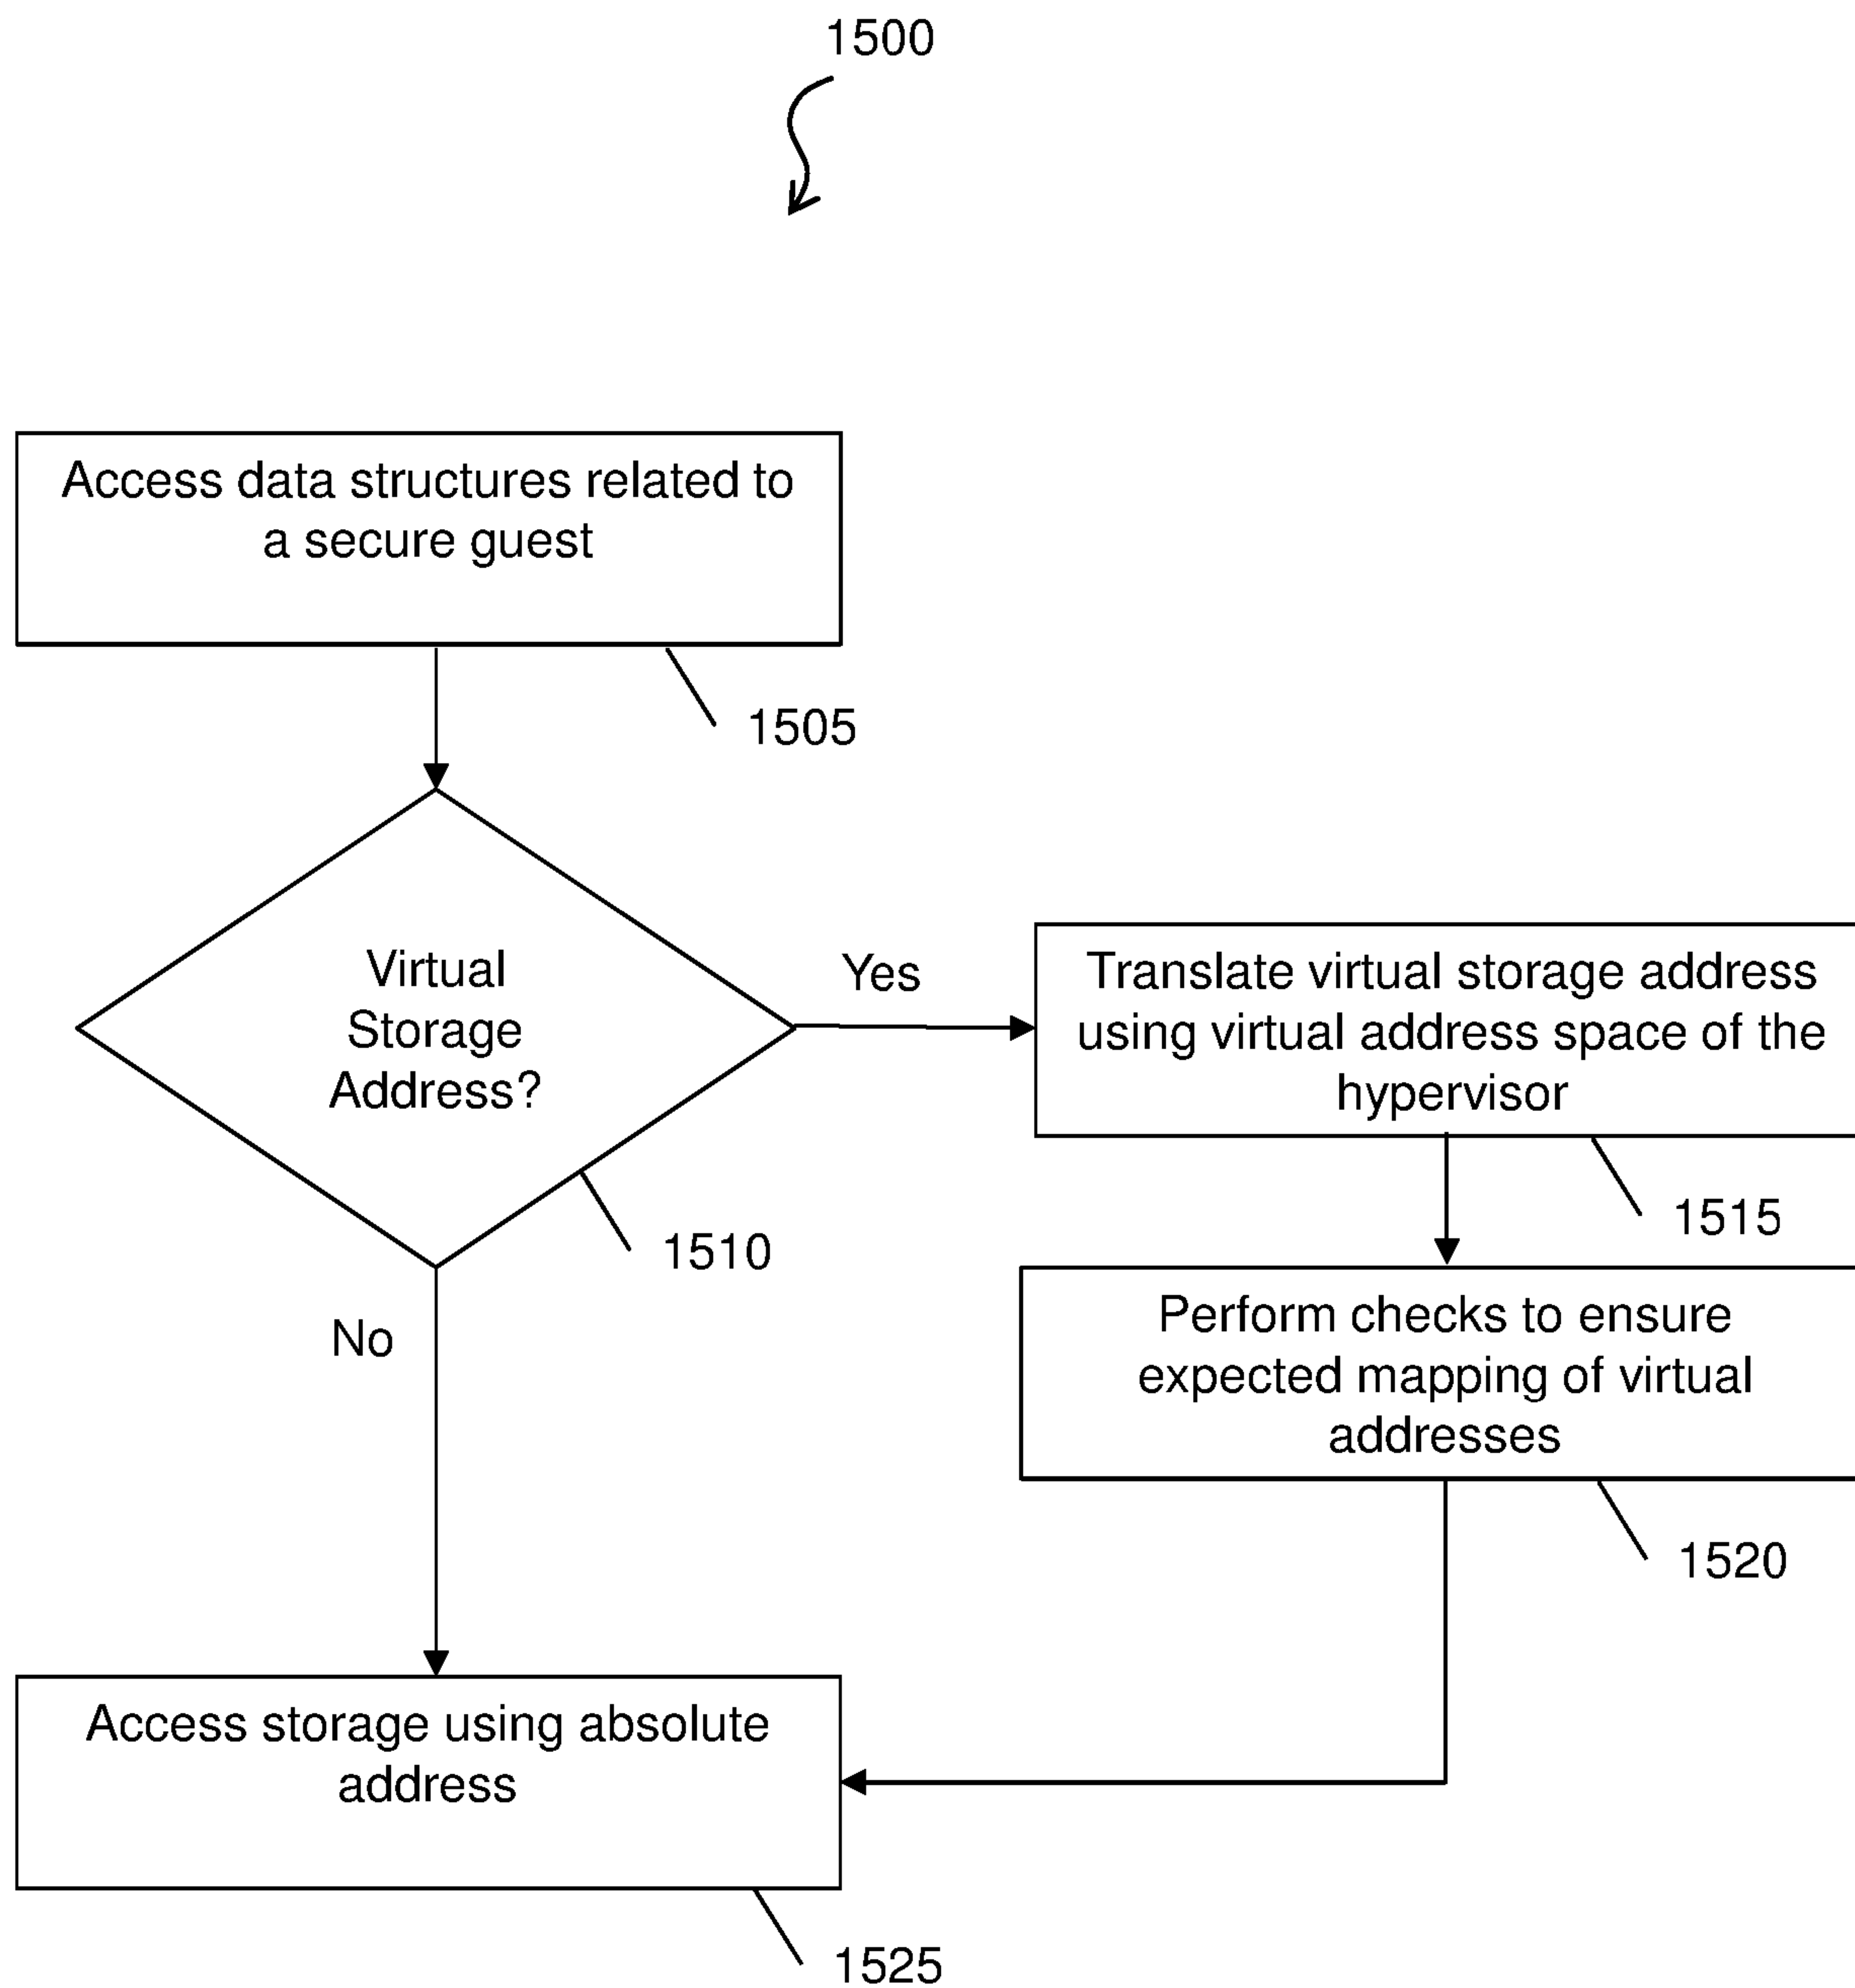 1500
Access data structures related to
a secure guest
1505
Virtual
Storage
Address?
Yes
1510
No
Translate virtual storage address
using virtual address space of the
hypervisor
1515
Perform checks to ensure
expected mapping of virtual
addresses
1520
Access storage using absolute
address
1525